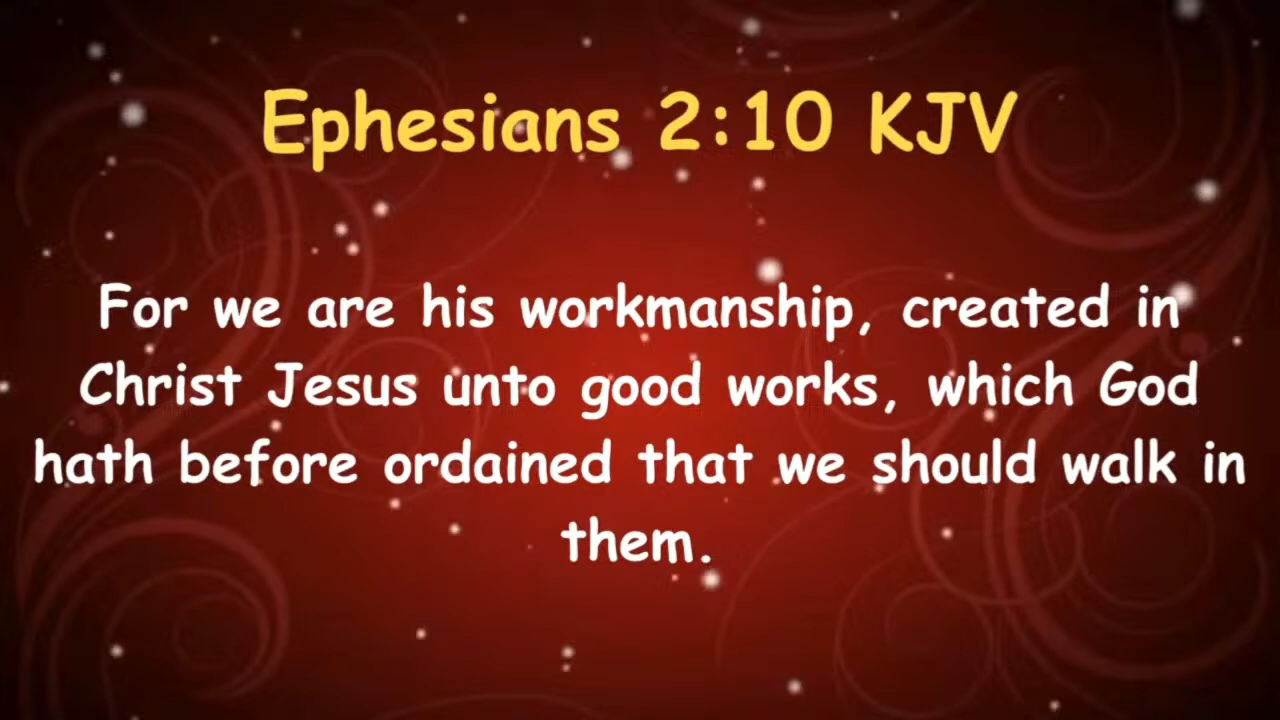 Ephesians 2:10 KJV
For we are his workmanship, created in
Christ Jesus unto good works, which God
hath before ordained that we should walk in
them.